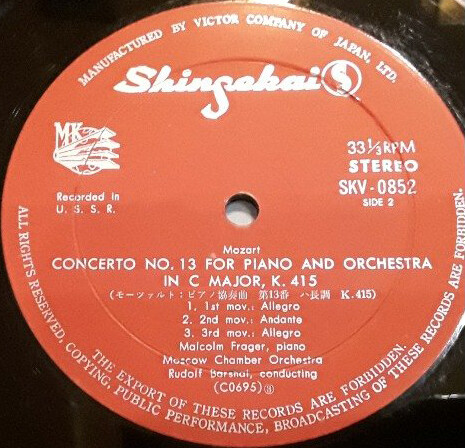 MANUFACTURED BY VICTOR COMPANY OF JAPAN, LTD.
Shinsekai S
MK
33⅓RPM
STEREO
SKV-0852
SIDE 2
Recorded in
U. S. S. R.
Mozart
CONCERTO NO. 13 FOR PIANO AND ORCHESTRA
IN C MAJOR, K. 415
(モーツァルト:ピアノ協奏曲 第13番 ハ長調 K.415)
1. 1st mov.: Allegro
2. 2nd mov.: Andante
3. 3rd mov.: Allegro
Malcolm Frager, piano
Moscow Chamber Orchestra
Rudolf Barshai, conducting
(C0695)Ⓑ
ALL RIGHTS RESERVED, COPYING, PUBLIC PERFORMANCE, BROADCASTING OF THESE RECORDS ARE FORBIDDEN.
THE EXPORT OF THESE RECORDS ARE FORBIDDEN.